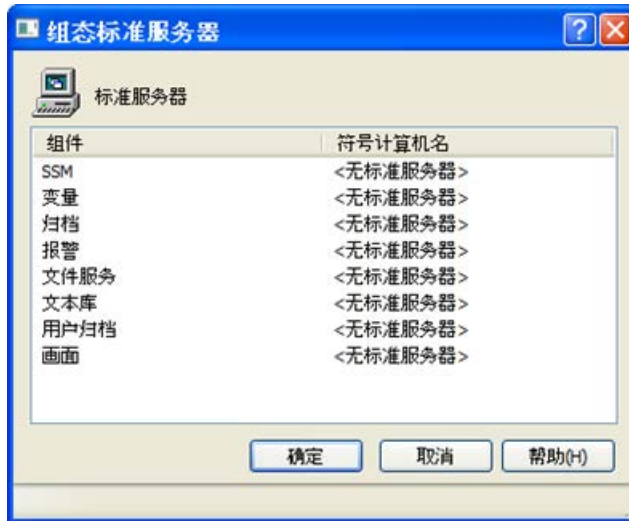 组态标准服务器
标准服务器
组件 符号计算机名
SSM <无标准服务器>
变量 <无标准服务器>
归档 <无标准服务器>
报警 <无标准服务器>
文件服务 <无标准服务器>
文本库 <无标准服务器>
用户归档 <无标准服务器>
画面 <无标准服务器>
确定 取消 帮助(H)